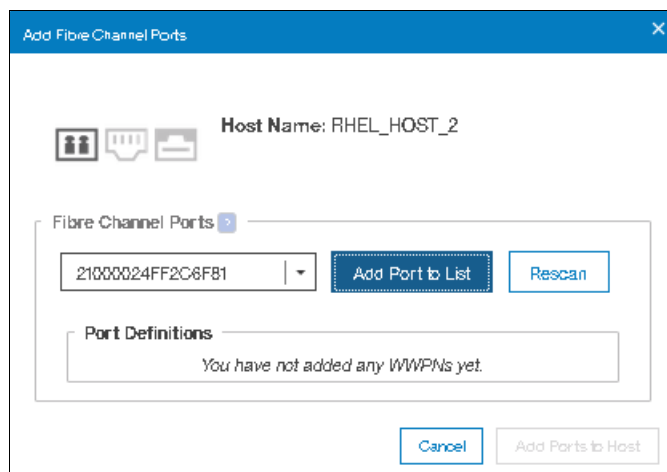 Add Fibre Channel Ports
Host Name: RHEL_HOST_2
Fibre Channel Ports
21000024FF2C6F81
Add Port to List
Rescan
Port Definitions
You have not added any WWPNs yet.
Cancel
Add Ports to Host